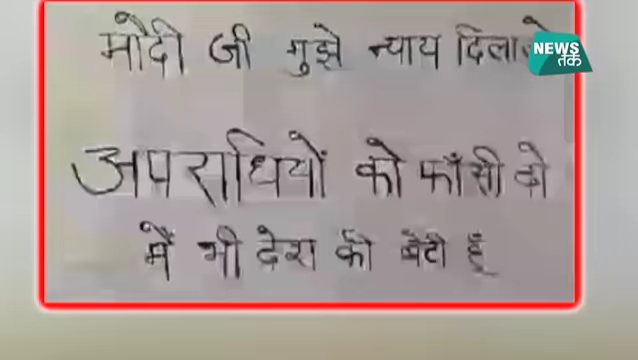 मोदी जी मुझे न्याय दिलाओ
NEWS
तक
अपराधियों को फाँसी दो
मैं भी देश की बेटी हूँ